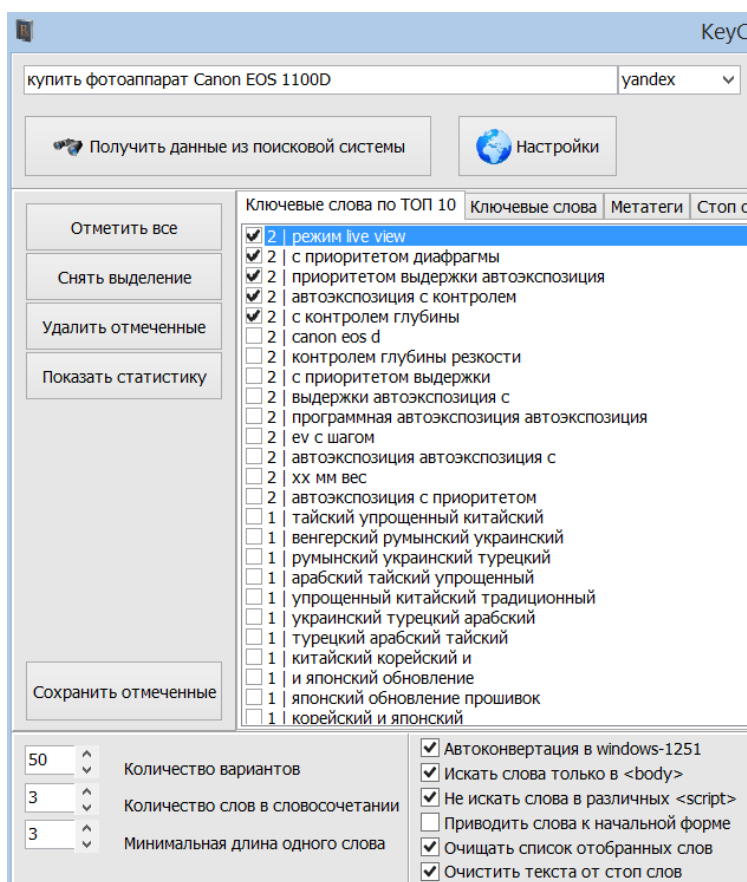 KeyC
купить фотоаппарат Canon EOS 1100D
yandex
Получить данные из поисковой системы
Настройки
Отметить все
Снять выделение
Удалить отмеченные
Показать статистику
Сохранить отмеченные
Ключевые слова по ТОП 10
Ключевые слова
Метатеги
Стоп с
2 | режим live view
2 | с приоритетом диафрагмы
2 | приоритетом выдержки автоэкспозиция
2 | автоэкспозиция с контролем
2 | с контролем глубины
2 | canon eos d
2 | контролем глубины резкости
2 | с приоритетом выдержки
2 | выдержки автоэкспозиция с
2 | программная автоэкспозиция автоэкспозиция
2 | ev с шагом
2 | автоэкспозиция автоэкспозиция с
2 | xx мм вес
2 | автоэкспозиция с приоритетом
1 | тайский упрощенный китайский
1 | венгерский румынский украинский
1 | румынский украинский турецкий
1 | арабский тайский упрощенный
1 | упрощенный китайский традиционный
1 | украинский турецкий арабский
1 | турецкий арабский тайский
1 | китайский корейский и
1 | и японский обновление
1 | японский обновление прошивок
1 | корейский и японский
50 Количество вариантов
3 Количество слов в словосочетании
3 Минимальная длина одного слова
Автоконвертация в windows-1251
Искать слова только в <body>
Не искать слова в различных <script>
Приводить слова к начальной форме
Очищать список отобранных слов
Очистить текста от стоп слов